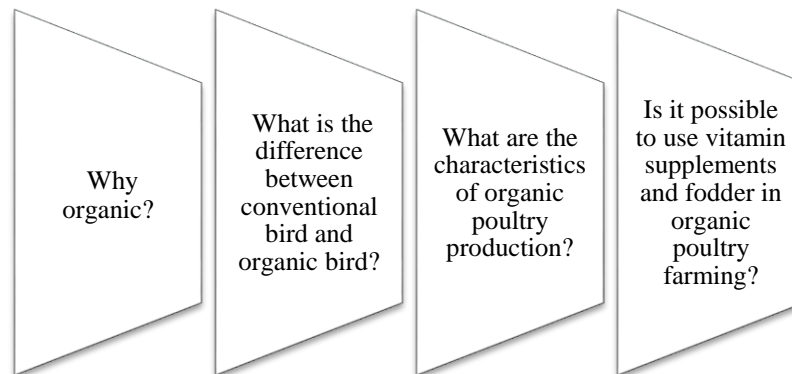 Why
organic?
What is the
difference
between
conventional
bird and
organic bird?
What are the
characteristics
of organic
poultry
production?
Is it possible
to use vitamin
supplements
and fodder in
organic
poultry
farming?